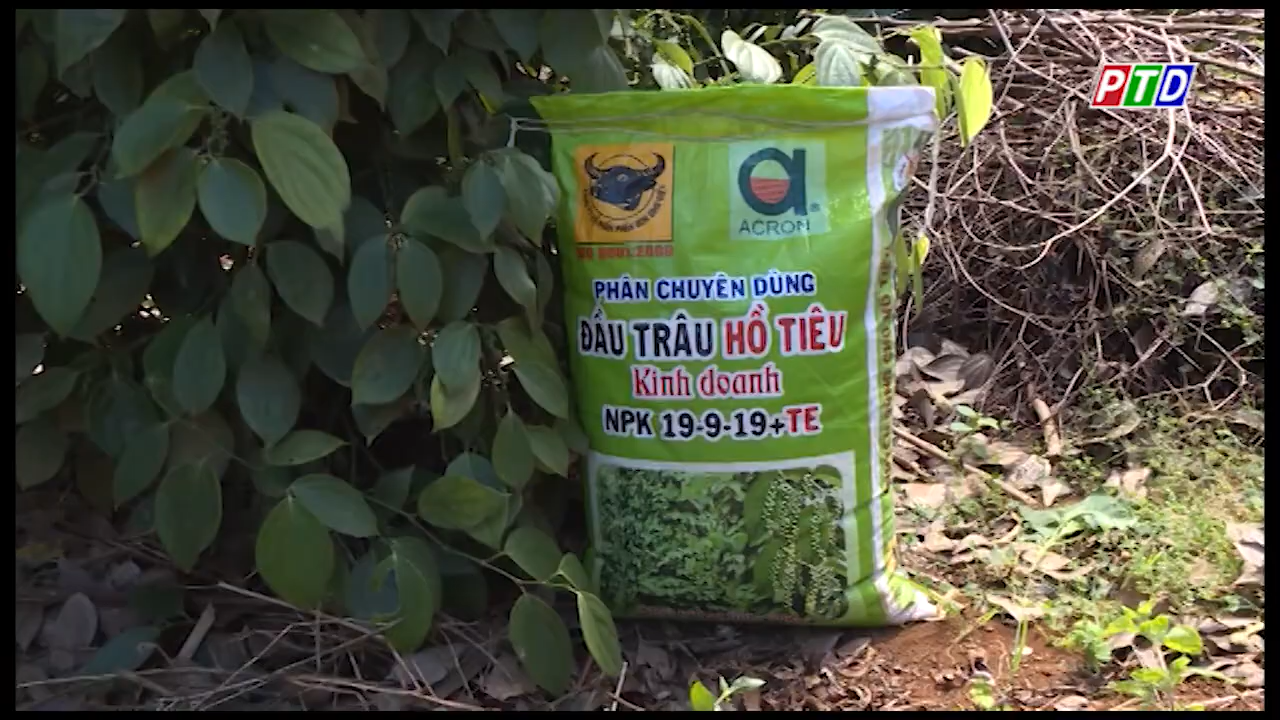 PTD
ACRON
PHÂN CHUYÊN DÙNG
ĐẦU TRÂU HỒ TIÊU
Kinh doanh
NPK 19-9-19+TE